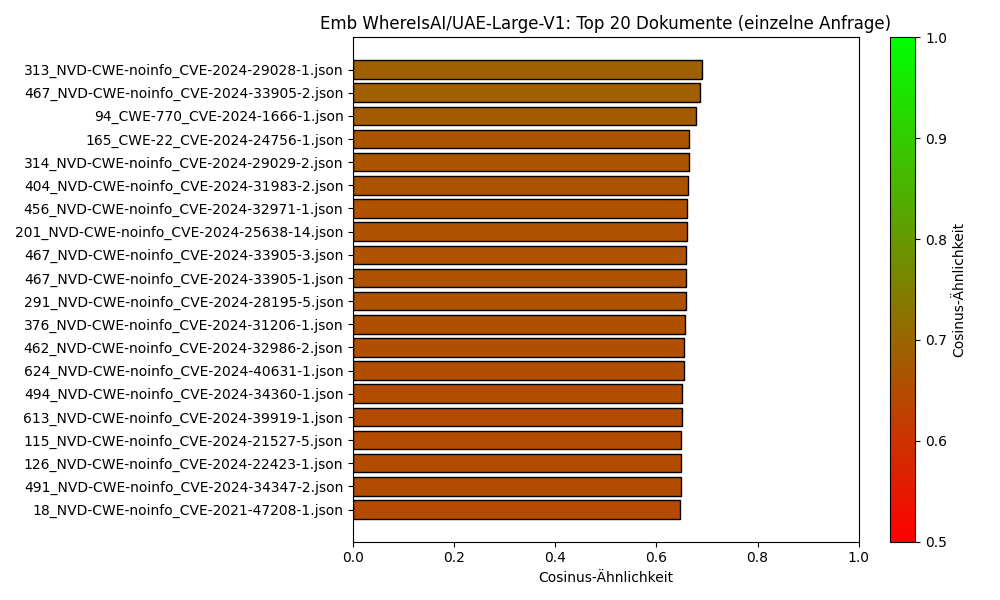 Emb WhereIsAI/UAE-Large-V1: Top 20 Dokumente (einzelne Anfrage)
313_NVD-CWE-noinfo_CVE-2024-29028-1.json
467_NVD-CWE-noinfo_CVE-2024-33905-2.json
94_CWE-770_CVE-2024-1666-1.json
165_CWE-22_CVE-2024-24756-1.json
314_NVD-CWE-noinfo_CVE-2024-29029-2.json
404_NVD-CWE-noinfo_CVE-2024-31983-2.json
456_NVD-CWE-noinfo_CVE-2024-32971-1.json
201_NVD-CWE-noinfo_CVE-2024-25638-14.json
467_NVD-CWE-noinfo_CVE-2024-33905-3.json
467_NVD-CWE-noinfo_CVE-2024-33905-1.json
291_NVD-CWE-noinfo_CVE-2024-28195-5.json
376_NVD-CWE-noinfo_CVE-2024-31206-1.json
462_NVD-CWE-noinfo_CVE-2024-32986-2.json
624_NVD-CWE-noinfo_CVE-2024-40631-1.json
494_NVD-CWE-noinfo_CVE-2024-34360-1.json
613_NVD-CWE-noinfo_CVE-2024-39919-1.json
115_NVD-CWE-noinfo_CVE-2024-21527-5.json
126_NVD-CWE-noinfo_CVE-2024-22423-1.json
491_NVD-CWE-noinfo_CVE-2024-34347-2.json
18_NVD-CWE-noinfo_CVE-2021-47208-1.json
0.0 0.2 0.4 0.6 0.8 1.0
Cosinus-Ähnlichkeit
1.0
0.9
0.8
0.7
0.6
0.5
Cosinus-Ähnlichkeit